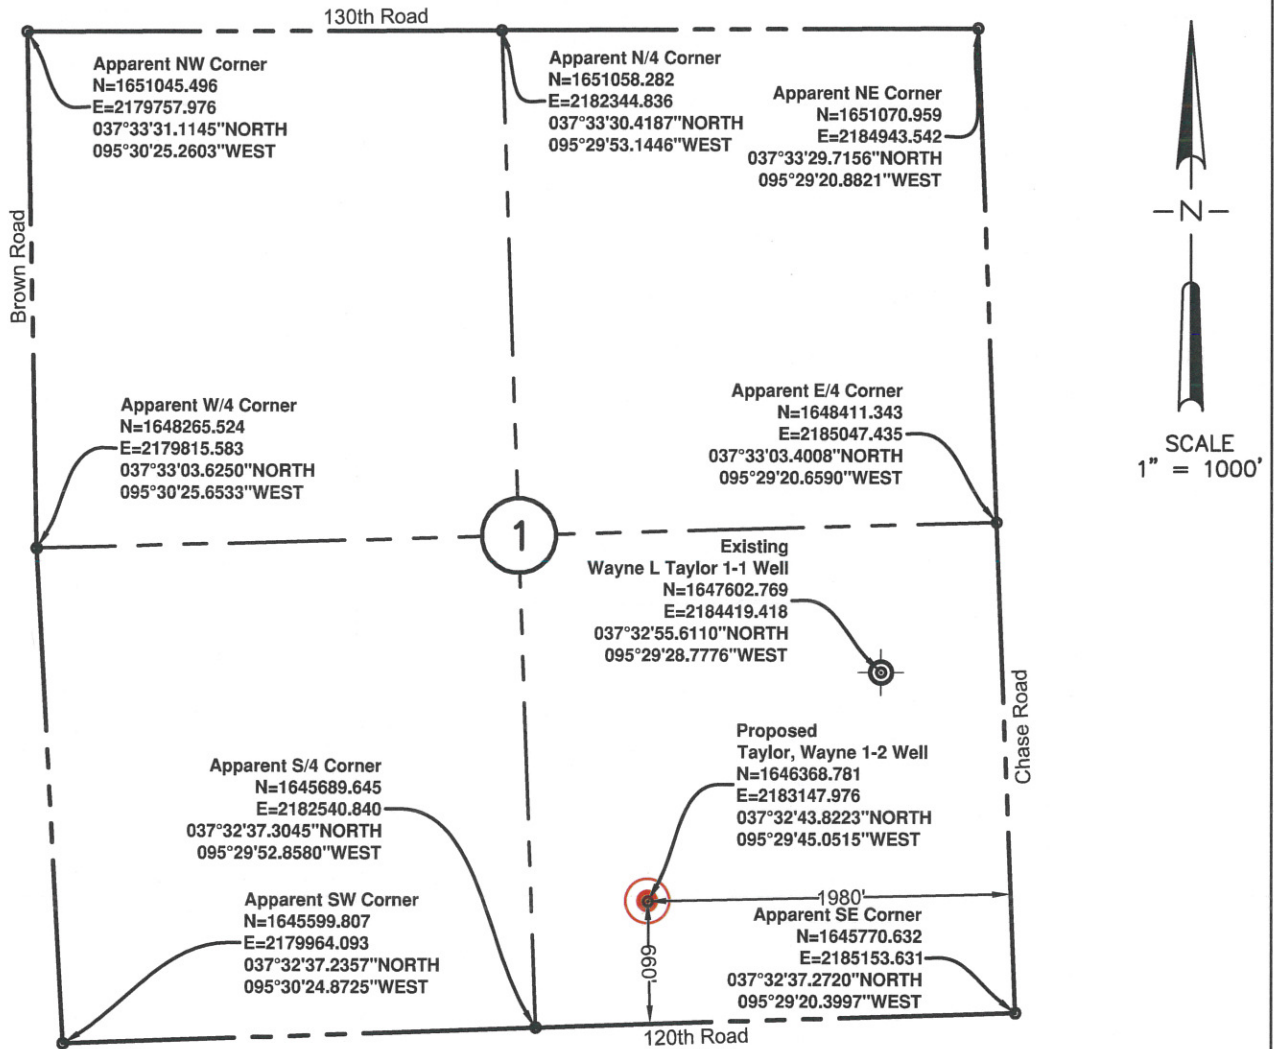 130th Road
Apparent NW Corner
N=1651045.496
E=2179757.976
037°33'31.1145"NORTH
095°30'25.2603"WEST
Apparent N/4 Corner
N=1651058.282
E=2182344.836
037°33'30.4187"NORTH
095°29'53.1446"WEST
Apparent NE Corner
N=1651070.959
E=2184943.542
037°33'29.7156"NORTH
095°29'20.8821"WEST
-N-
SCALE
1" = 1000'
Brown Road
Apparent W/4 Corner
N=1648265.524
E=2179815.583
037°33'03.6250"NORTH
095°30'25.6533"WEST
Apparent E/4 Corner
N=1648411.343
E=2185047.435
037°33'03.4008"NORTH
095°29'20.6590"WEST
1
Existing
Wayne L Taylor 1-1 Well
N=1647602.769
E=2184419.418
037°32'55.6110"NORTH
095°29'28.7776"WEST
Chase Road
Proposed
Taylor, Wayne 1-2 Well
N=1646368.781
E=2183147.976
037°32'43.8223"NORTH
095°29'45.0515"WEST
Apparent S/4 Corner
N=1645689.645
E=2182540.840
037°32'37.3045"NORTH
095°29'52.8580"WEST
Apparent SW Corner
N=1645599.807
E=2179964.093
037°32'37.2357"NORTH
095°30'24.8725"WEST
1980'
660'
Apparent SE Corner
N=1645770.632
E=2185153.631
037°32'37.2720"NORTH
095°29'20.3997"WEST
120th Road